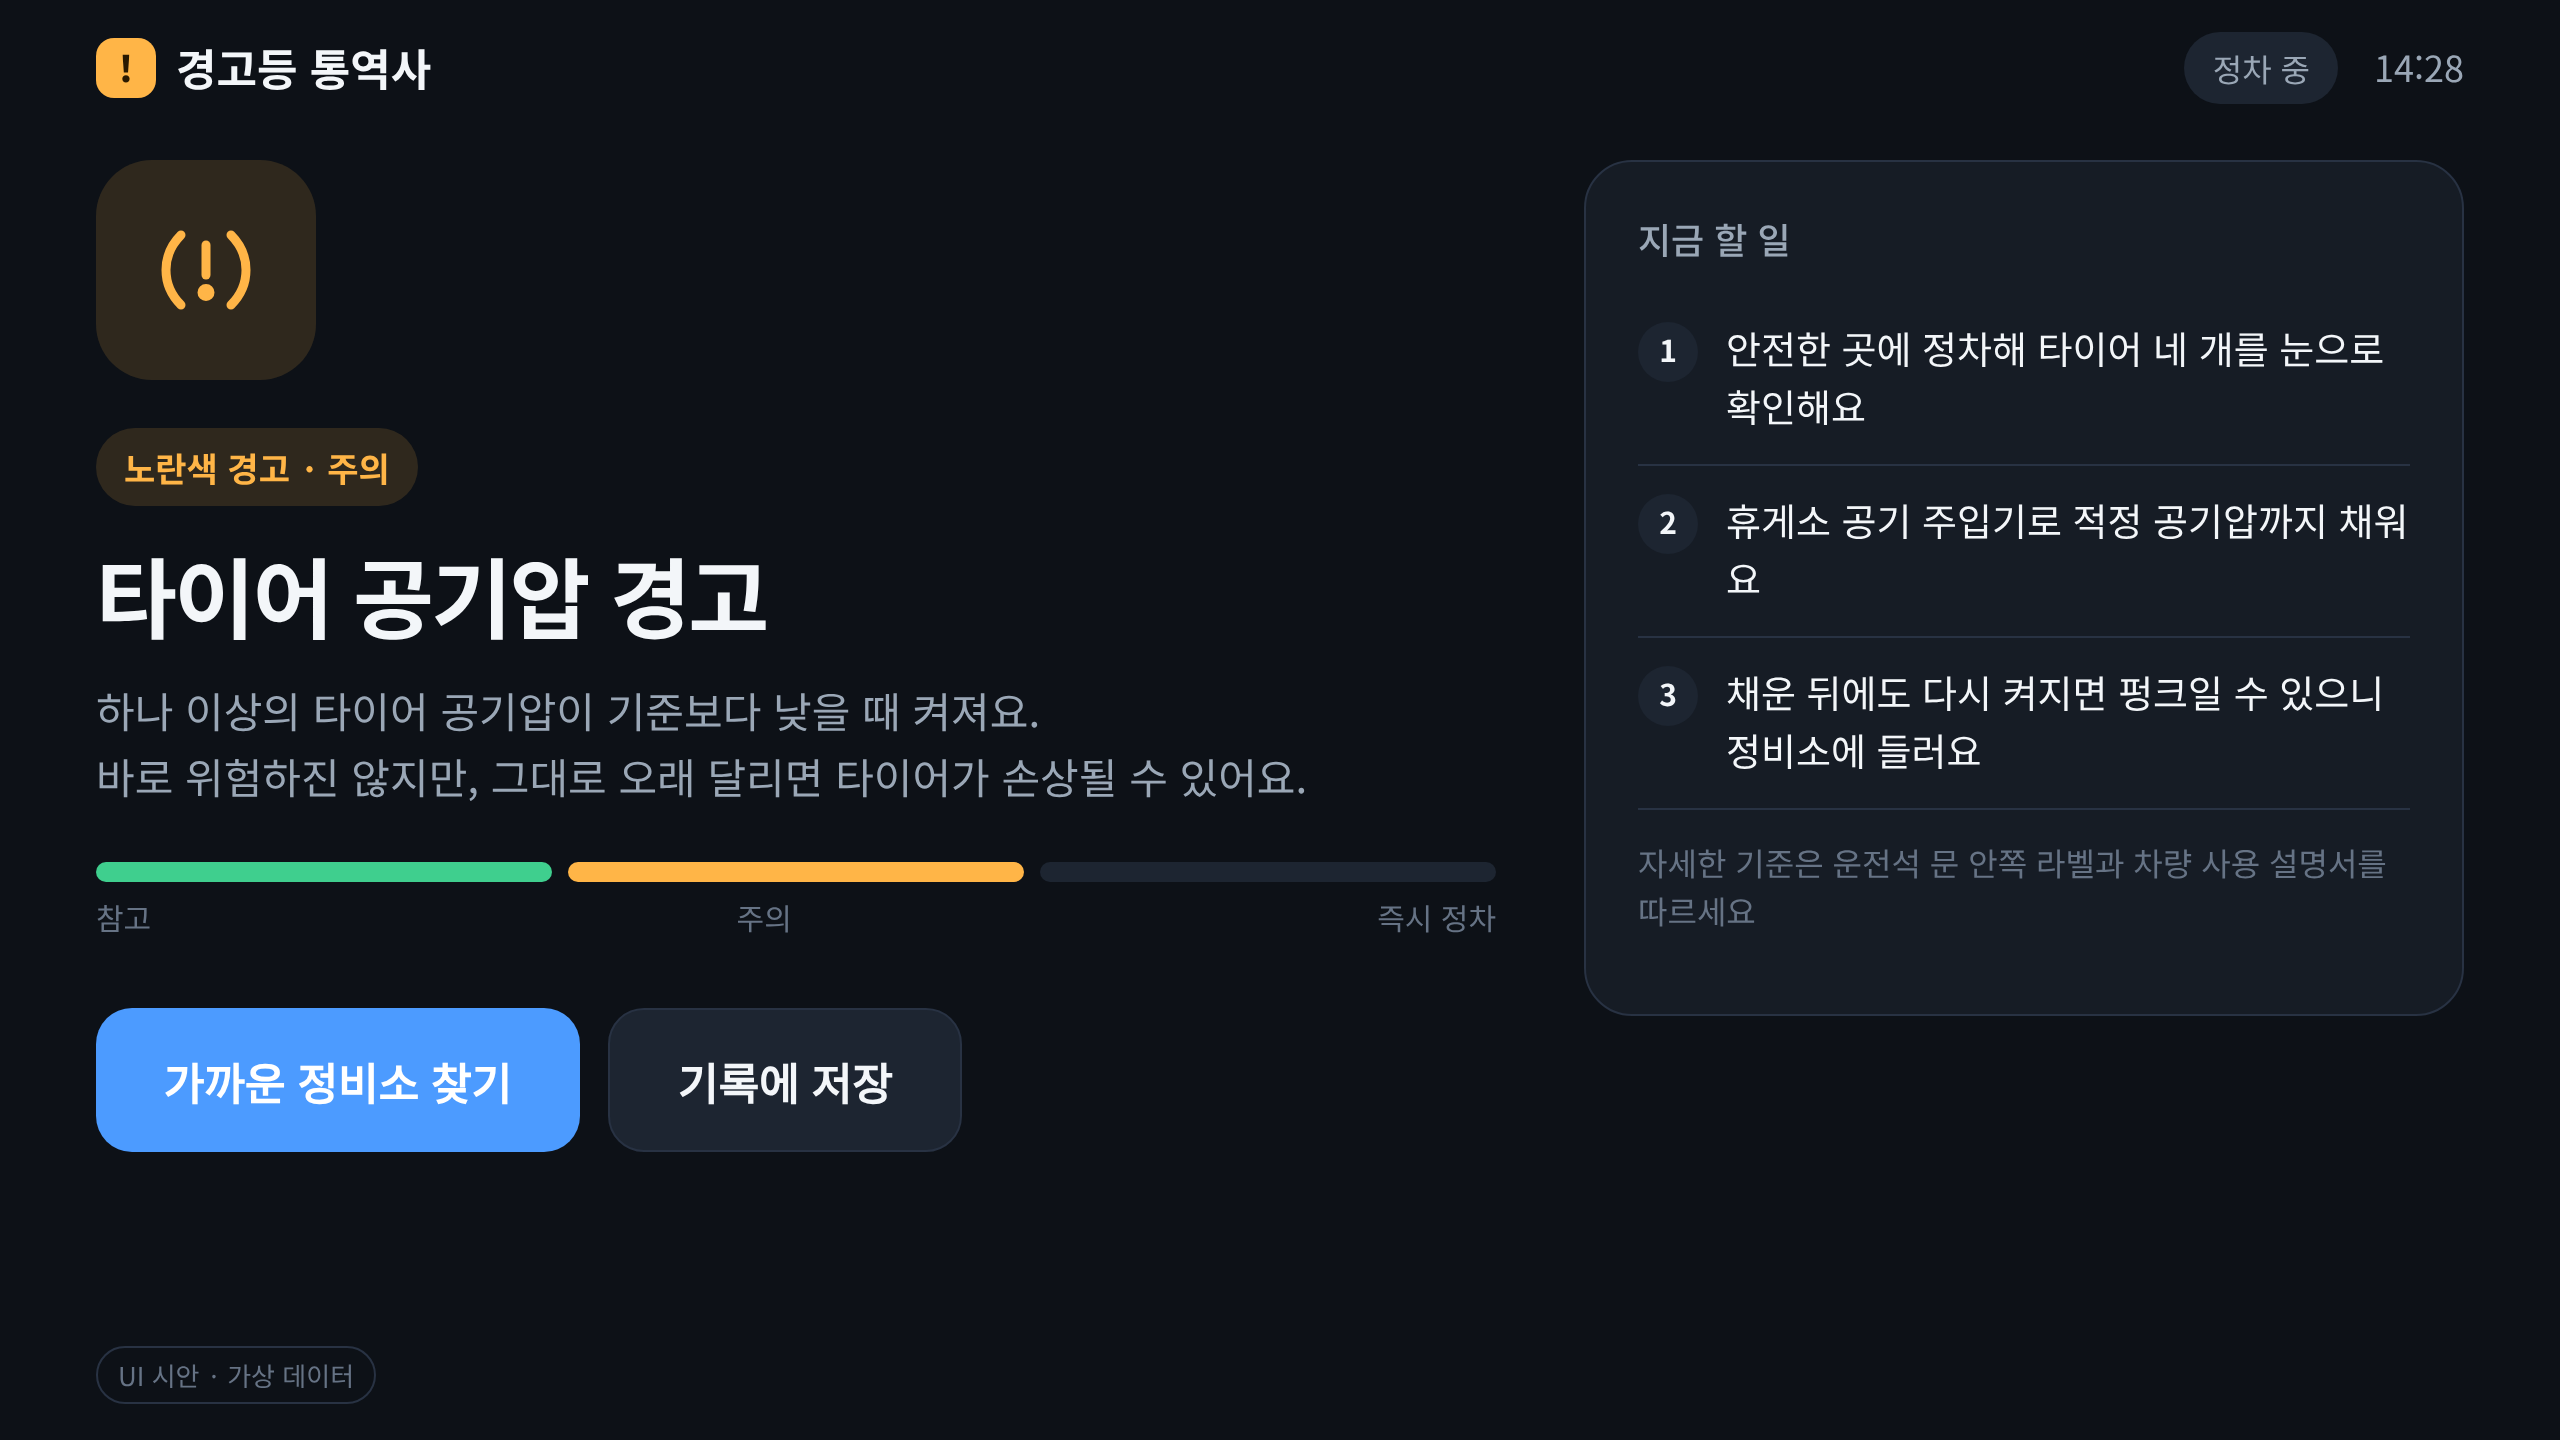 ! 경고등 통역사
정차 중
14:28
노란색 경고 · 주의
타이어 공기압 경고
하나 이상의 타이어 공기압이 기준보다 낮을 때 켜져요.
바로 위험하진 않지만, 그대로 오래 달리면 타이어가 손상될 수 있어요.
참고
주의
즉시 정차
가까운 정비소 찾기
기록에 저장
지금 할 일
1 안전한 곳에 정차해 타이어 네 개를 눈으로
확인해요
2 휴게소 공기 주입기로 적정 공기압까지 채워
요
3 채운 뒤에도 다시 켜지면 펑크일 수 있으니
정비소에 들러요
자세한 기준은 운전석 문 안쪽 라벨과 차량 사용 설명서를
따르세요
UI 시안 · 가상 데이터